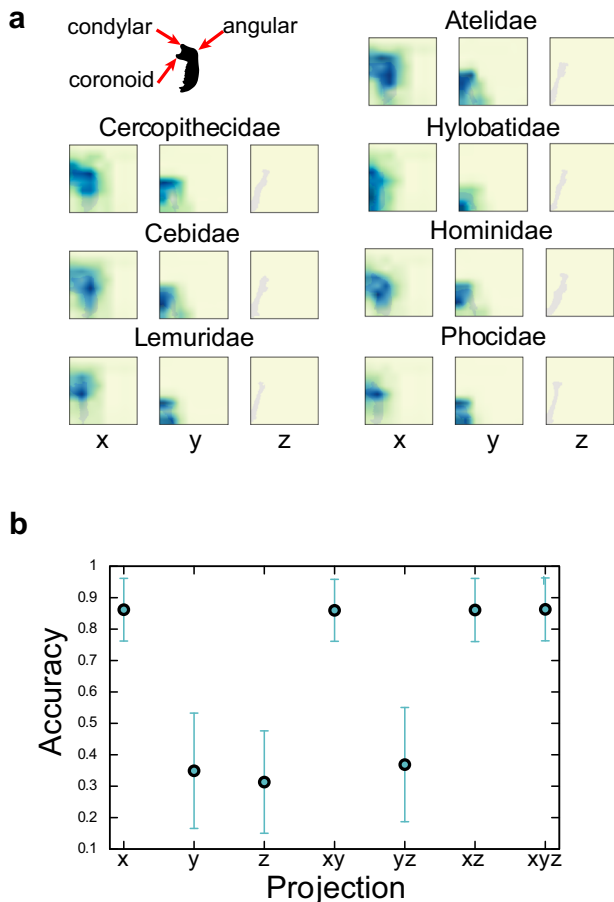 a
condylar
angular
coronoid
Cercopithecidae
Cebidae
Lemuridae
x y z
Atelidae
Hylobatidae
Hominidae
Phocidae
x y z
b
Accuracy
1
0.9
0.8
0.7
0.6
0.5
0.4
0.3
0.2
0.1
x y z xy yz xz xyz
Projection